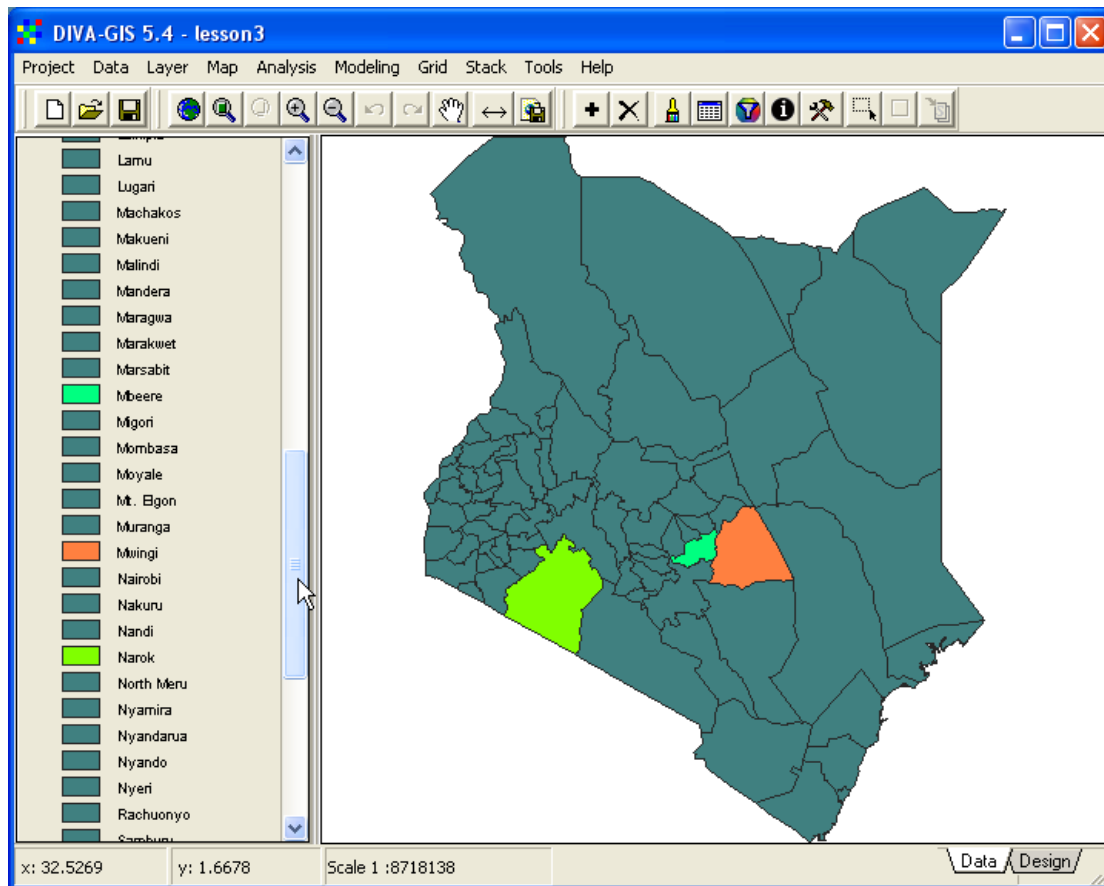 DIVA-GIS 5.4 - lesson3
Project Data Layer Map Analysis Modeling Grid Stack Tools Help
Lamu
Lugari
Machakos
Makueni
Malindi
Mandera
Maragwa
Marakwet
Marsabit
Mbeere
Migori
Mombasa
Moyale
Mt. Elgon
Muranga
Mwingi
Nairobi
Nakuru
Nandi
Narok
North Meru
Nyamira
Nyandarua
Nyando
Nyeri
Rachuonyo
Samburu
x: 32.5269 y: 1.6678 Scale 1 :8718138 Data Design